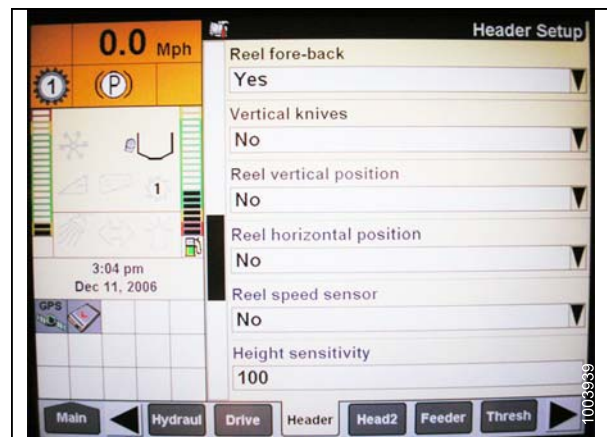 0.0 Mph
Header Setup
1
(P)
Reel fore-back
Yes
Vertical knives
No
Reel vertical position
No
1
Reel horizontal position
No
3:04 pm
Dec 11, 2006
Reel speed sensor
No
GPS
Height sensitivity
100
Main
Hydraul
Drive
Header
Head2
Feeder
Thresh
1003939